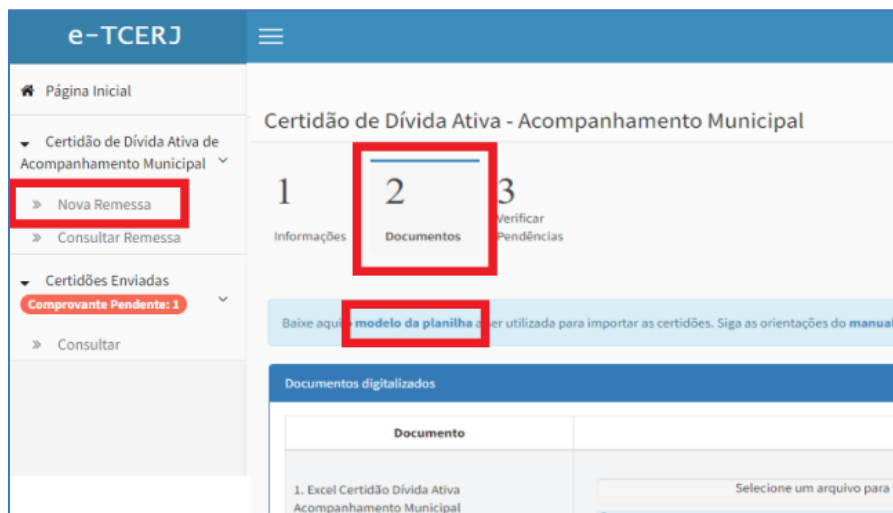 e-TCERJ
Página Inicial
Certidão de Dívida Ativa de
Acompanhamento Municipal
Nova Remessa
Consultar Remessa
Certidões Enviadas
Comprovante Pendente: 1
Consultar
Certidão de Dívida Ativa - Acompanhamento Municipal
1
Informações
2
Documentos
3
Verificar
Pendências
Baixe aqui modelo da planilha a ser utilizada para importar as certidões. Siga as orientações do manual
Documentos digitalizados
Documento
1. Excel Certidão Dívida Ativa
Acompanhamento Municipal
Selecione um arquivo para